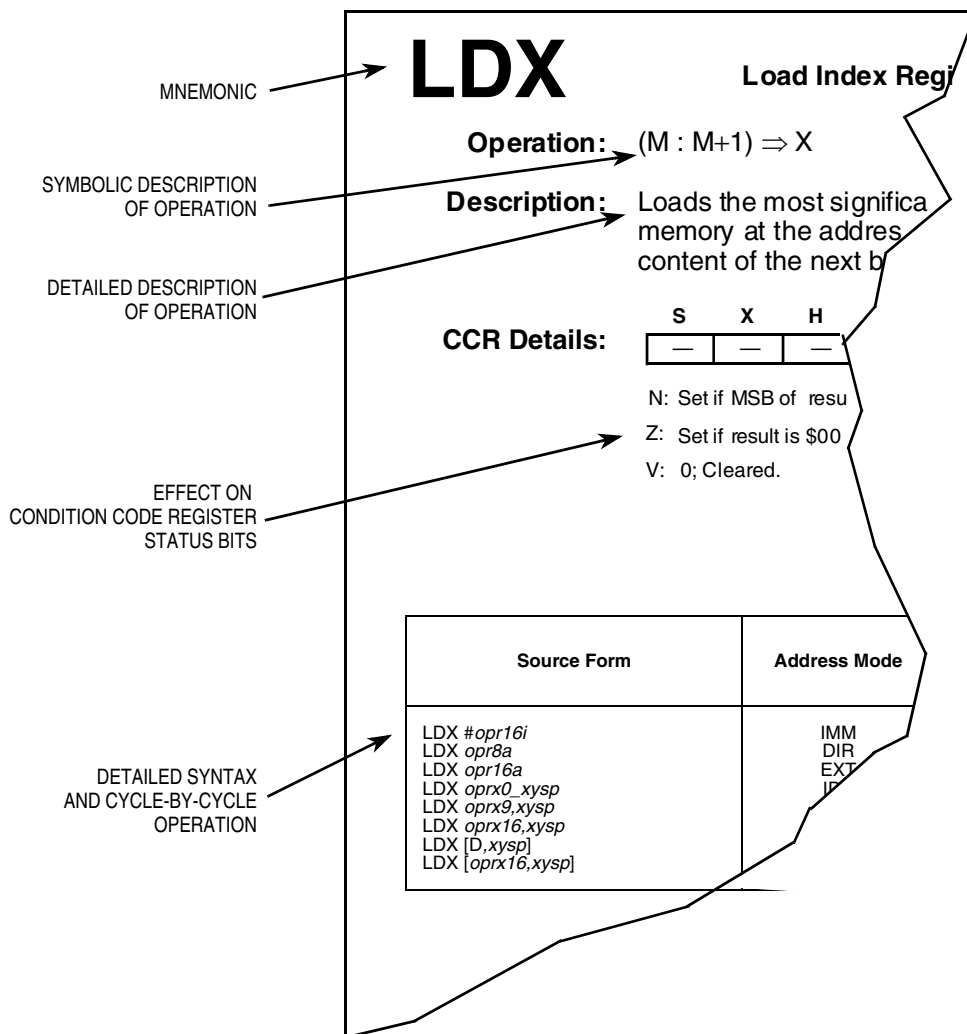 LDX
Load Index Regi
MNEMONIC
Operation: (M : M+1) ⇒ X
SYMBOLIC DESCRIPTION
OF OPERATION
Description: Loads the most significa
memory at the addres
content of the next b
DETAILED DESCRIPTION
OF OPERATION
S X H
CCR Details: — — —
N: Set if MSB of resu
Z: Set if result is $00
V: 0; Cleared.
EFFECT ON
CONDITION CODE REGISTER
STATUS BITS
Source Form Address Mode
LDX #opr16i IMM
LDX opr8a DIR
LDX opr16a EXT
LDX oprx0_xysp
LDX oprx9,xysp
LDX oprx16,xysp
LDX [D,xysp]
LDX [oprx16,xysp]
DETAILED SYNTAX
AND CYCLE-BY-CYCLE
OPERATION